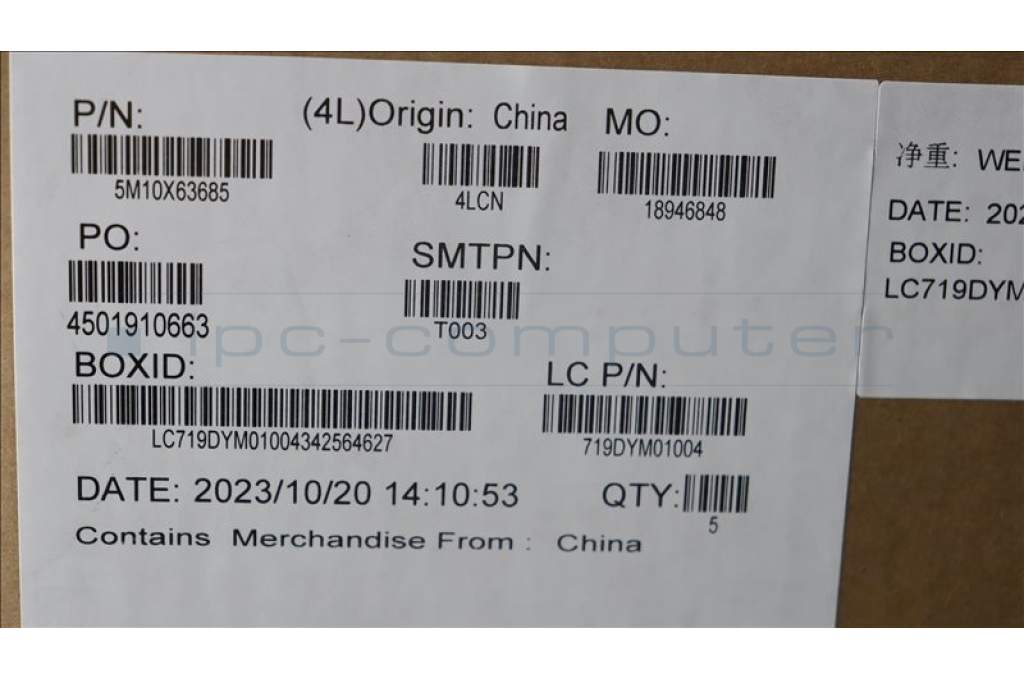 P/N:
5M10X63685
(4L)Origin: China
4LCN
MO:
18946848
PO:
4501910663
SMTPN:
T003
BOXID:
LC719DYM01004342564627
LC P/N:
719DYM01004
DATE: 2023/10/20 14:10:53
QTY:
5
Contains Merchandise From : China
净重: WE
DATE: 202
BOXID:
LC719DYM
ipc-computer